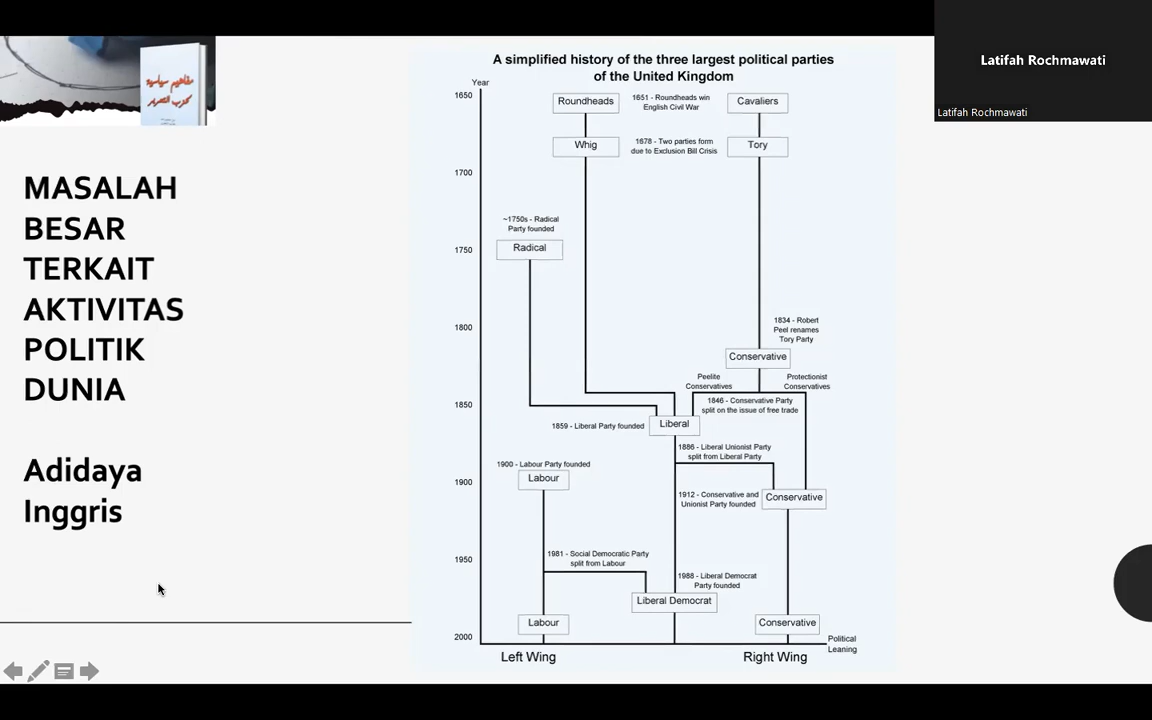 مفاهيم سياسية
لحزب التحرير
MASALAH
BESAR
TERKAIT
AKTIVITAS
POLITIK
DUNIA
Adidaya
Inggris
A simplified history of the three largest political parties
of the United Kingdom
Year
1650
1700
1750
1800
1850
1900
1950
2000
Roundheads
1651 - Roundheads win
English Civil War
Cavaliers
Whig
1678 - Two parties form
due to Exclusion Bill Crisis
Tory
~1750s - Radical
Party founded
Radical
1834 - Robert
Peel renames
Tory Party
Conservative
Peelite
Conservatives
Protectionist
Conservatives
1846 - Conservative Party
split on the issue of free trade
1859 - Liberal Party founded
Liberal
1886 - Liberal Unionist Party
split from Liberal Party
1900 - Labour Party founded
Labour
1912 - Conservative and
Unionist Party founded
Conservative
1981 - Social Democratic Party
split from Labour
1988 - Liberal Democrat
Party founded
Liberal Democrat
Labour
Conservative
Political
Leaning
Left Wing
Right Wing
Latifah Rochmawati
Latifah Rochmawati